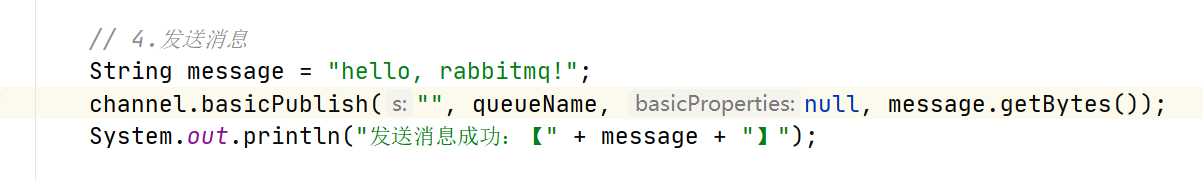 // 4.发送消息
String message = "hello, rabbitmq!";
channel.basicPublish( s: "", queueName, basicProperties: null, message.getBytes());
System.out.println("发送消息成功:【" + message + "】");